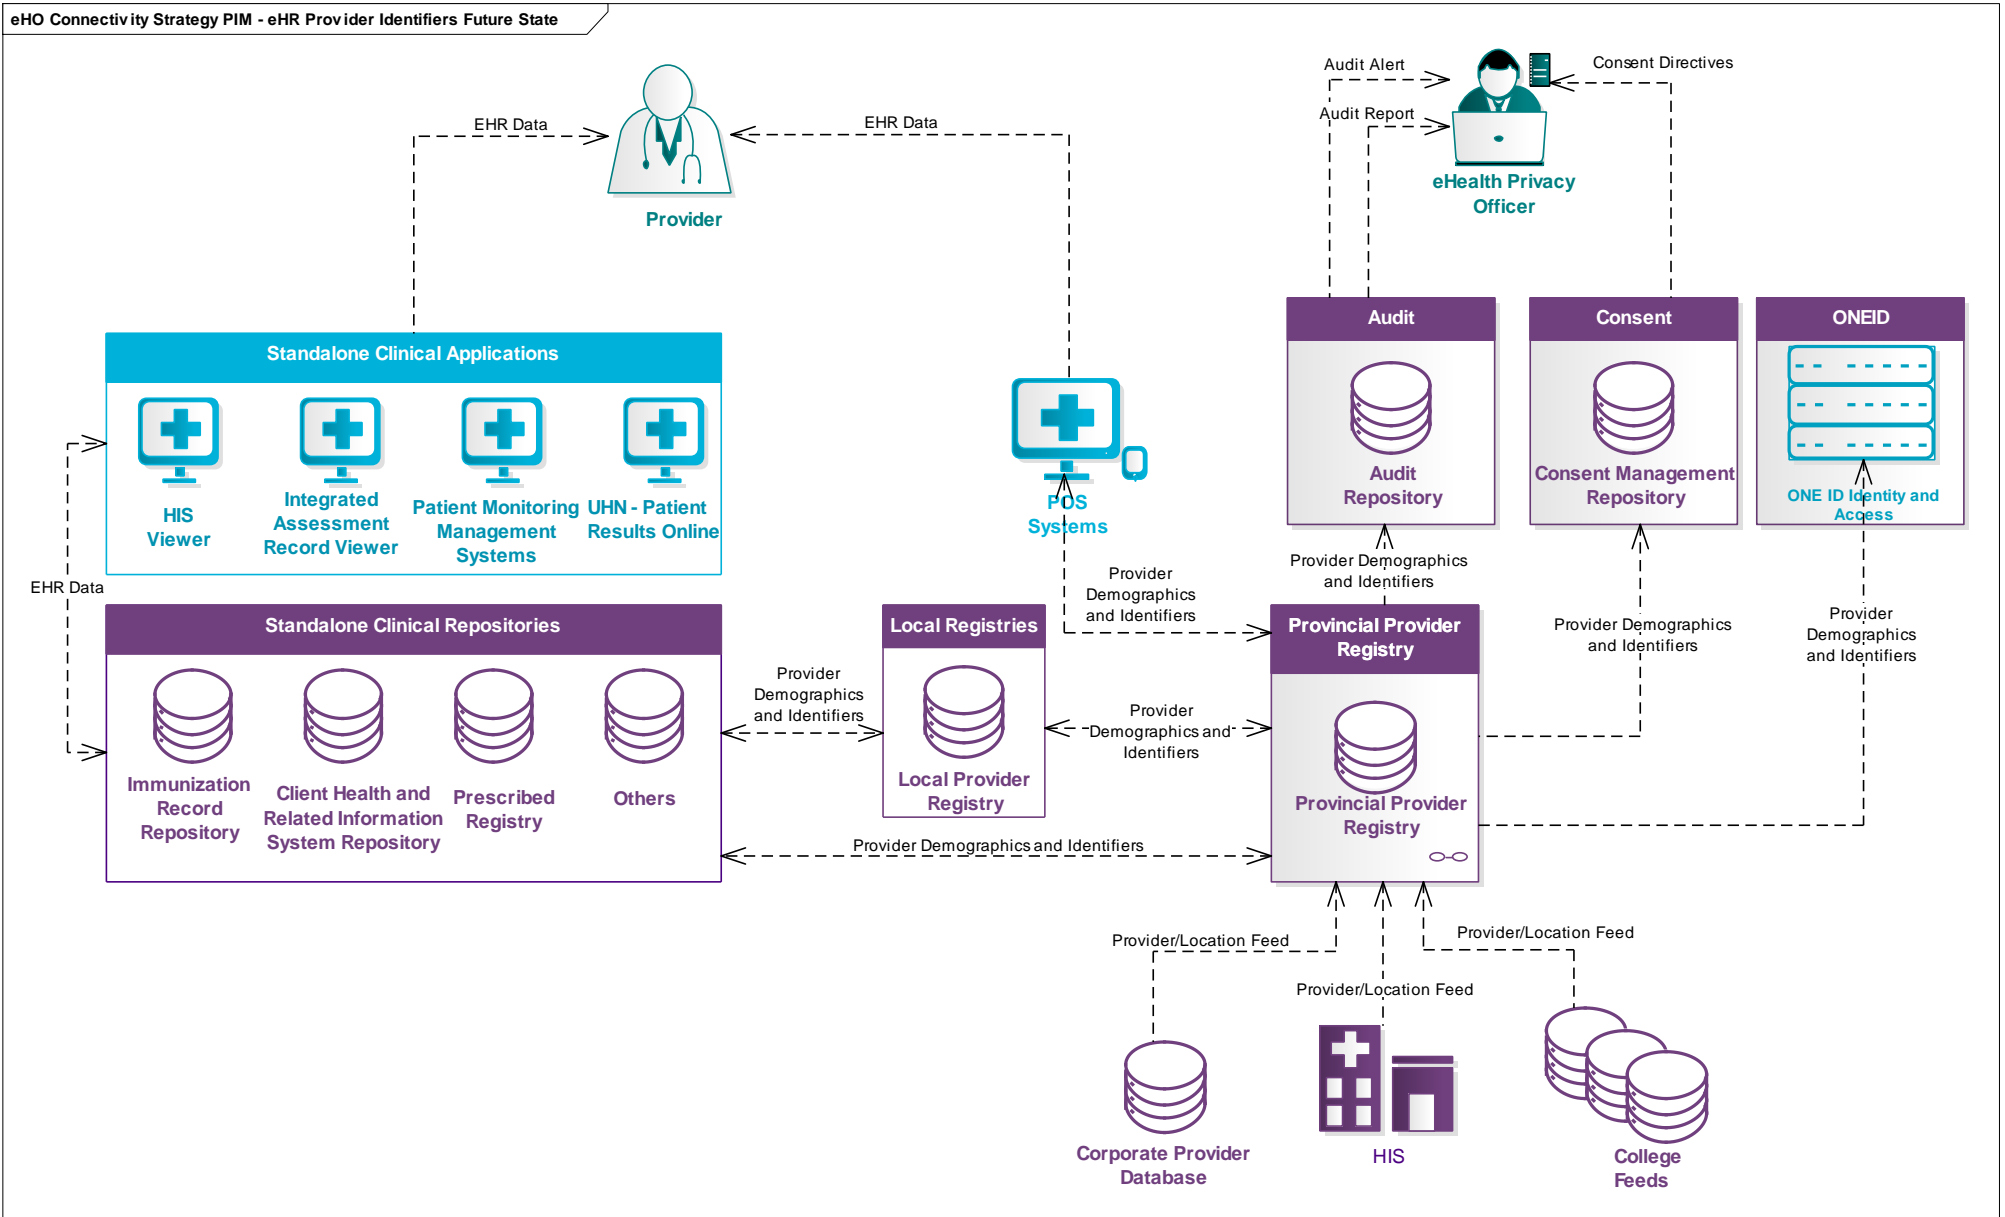 eHO Connectivity Strategy PIM - eHR Provider Identifiers Future State
Audit Alert
Consent Directives
EHR Data
EHR Data
Audit Report
eHealth Privacy
Officer
Provider
Audit
Consent
ONEID
Standalone Clinical Applications
HIS
Viewer
Integrated
Assessment
Record Viewer
Patient Monitoring
Management
Systems
UHN - Patient
Results Online
POS
Systems
Audit
Repository
Consent Management
Repository
ONE ID Identity and
Access
EHR Data
Provider
Demographics
and Identifiers
Provider Demographics
and Identifiers
Provider Demographics
and Identifiers
Provider
Demographics
and Identifiers
Standalone Clinical Repositories
Local Registries
Provincial Provider
Registry
Provider
Demographics
and Identifiers
Provider
Demographics and
Identifiers
Immunization
Record
Repository
Client Health and
Related Information
System Repository
Prescribed
Registry
Others
Local Provider
Registry
Provincial Provider
Registry
Provider Demographics and Identifiers
Provider/Location Feed
Provider/Location Feed
Provider/Location Feed
Corporate Provider
Database
HIS
College
Feeds